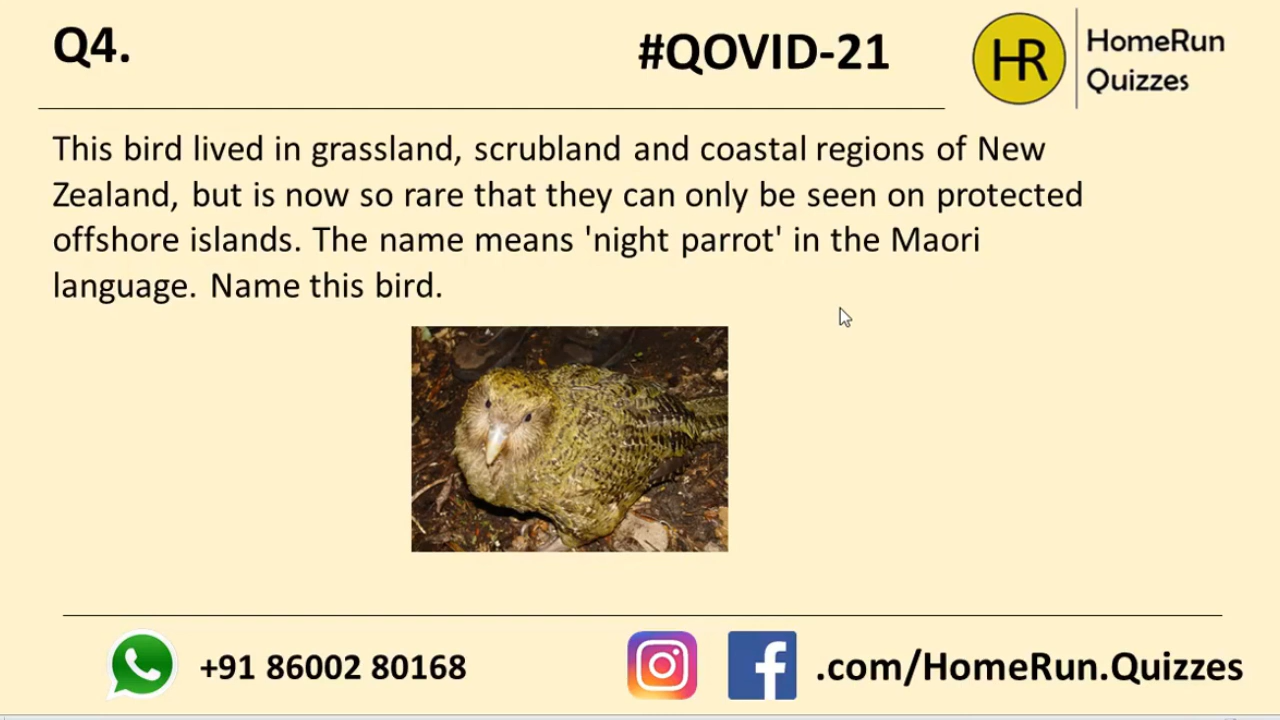 Q4.
#QOVID-21
HR
HomeRun
Quizzes
This bird lived in grassland, scrubland and coastal regions of New
Zealand, but is now so rare that they can only be seen on protected
offshore islands. The name means 'night parrot' in the Maori
language. Name this bird.
+91 86002 80168
.com/HomeRun.Quizzes